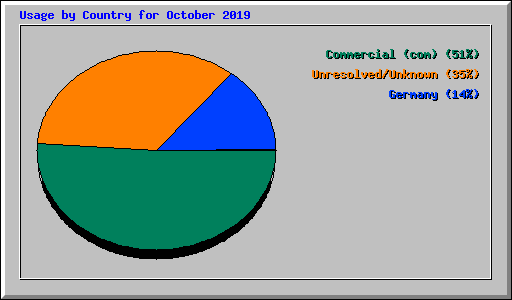 Usage by Country for October 2019
Commercial (com) (51%)
Unresolved/Unknown (35%)
Germany (14%)